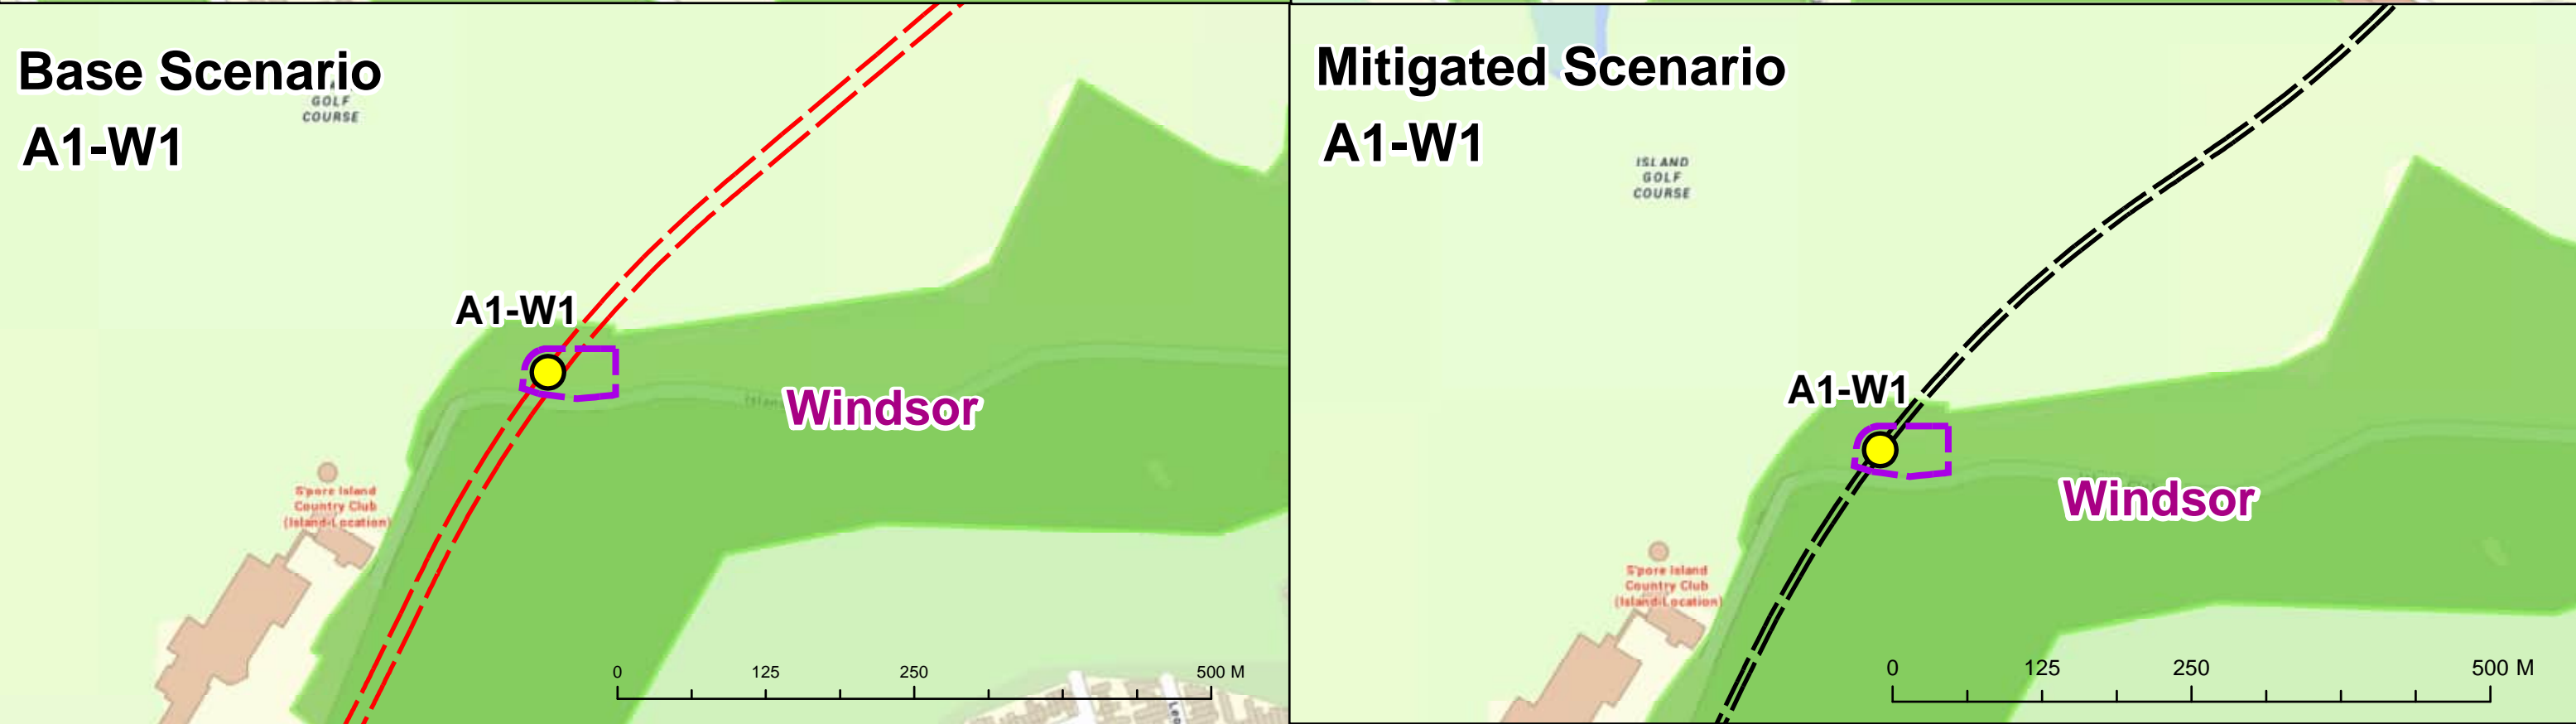 Base Scenario
GOLF
COURSE
A1-W1
A1-W1
Windsor
S'pore Island
Country Club
(Island-Location)
0 125 250 500 M
Mitigated Scenario
A1-W1
ISLAND
GOLF
COURSE
A1-W1
Windsor
S'pore Island
Country Club
(Island-Location)
0 125 250 500 M